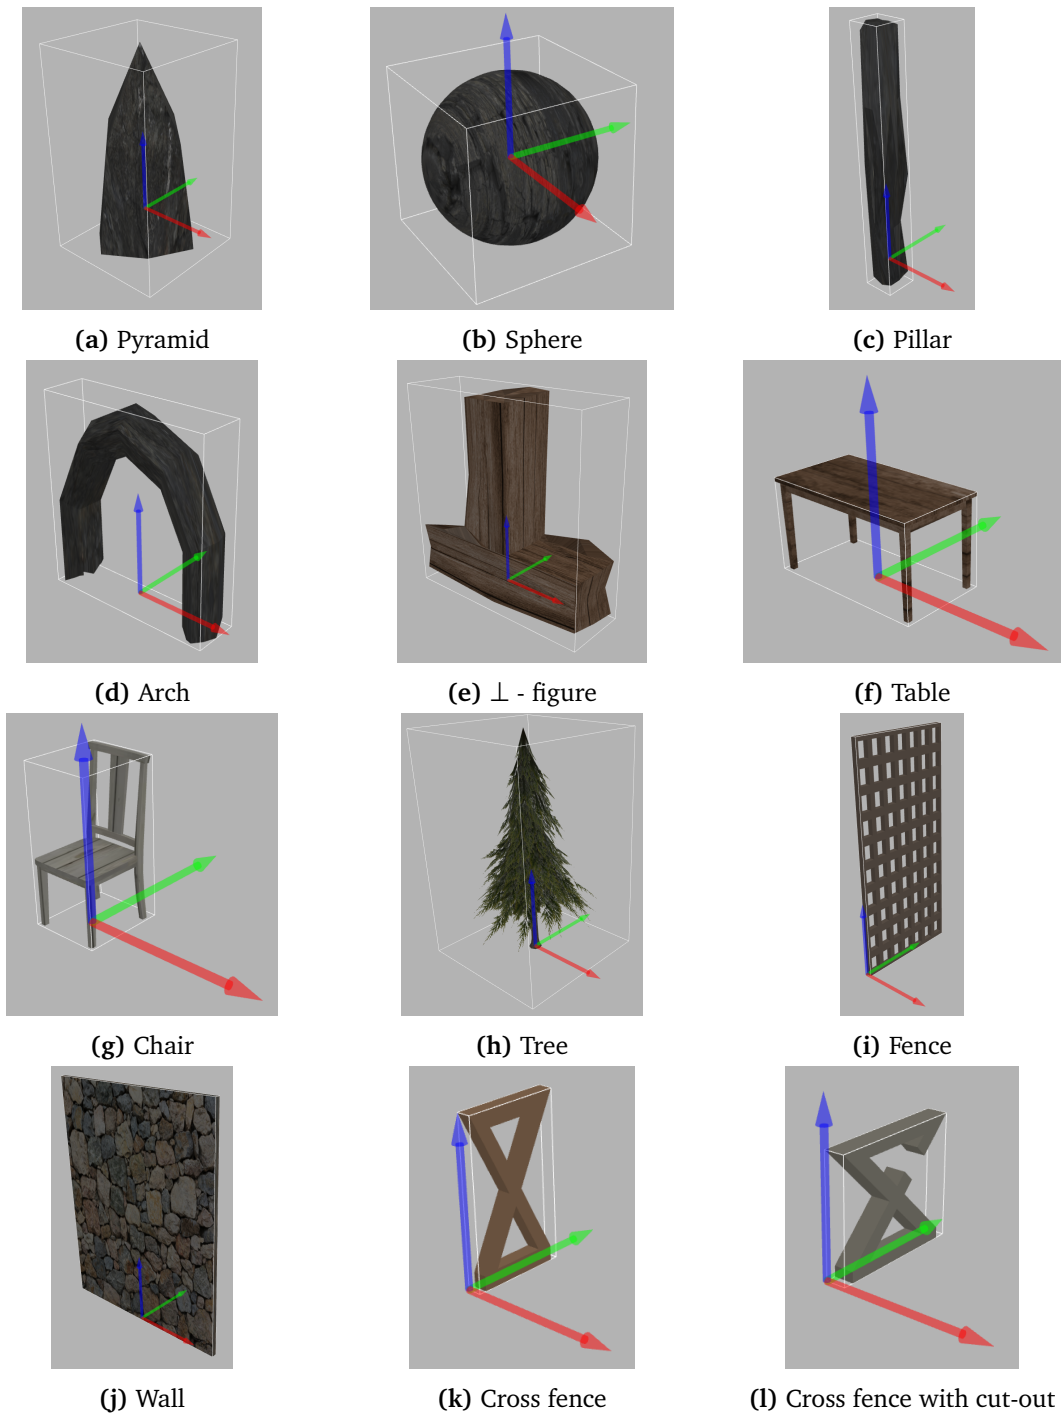 (a) Pyramid
(b) Sphere
(c) Pillar
(d) Arch
(e) ⊥ - figure
(f) Table
(g) Chair
(h) Tree
(i) Fence
(j) Wall
(k) Cross fence
(l) Cross fence with cut-out